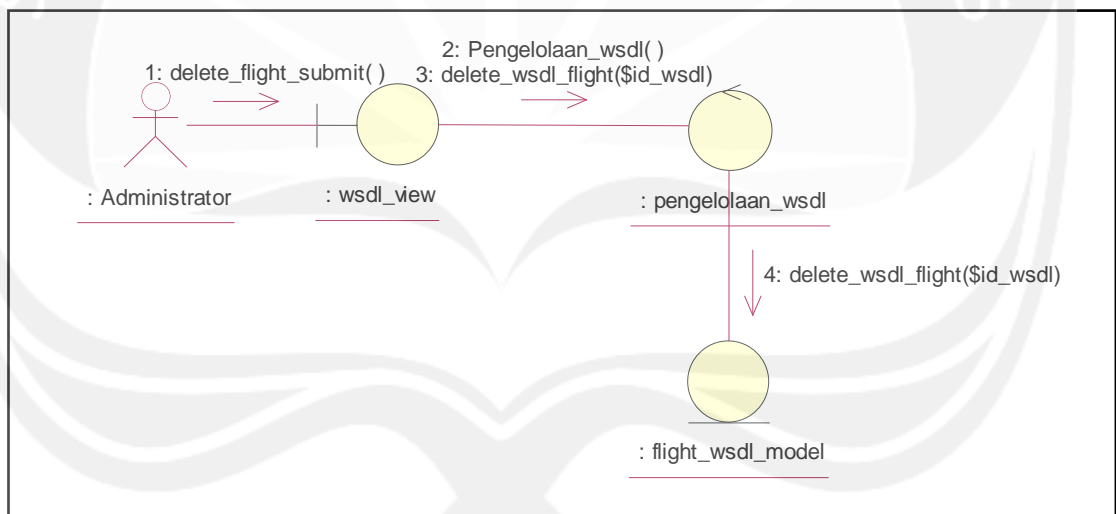 2: Pengelolaan_wsdl( )
1: delete_flight_submit( )
3: delete_wsdl_flight($id_wsdl)
: Administrator
: wsdl_view
: pengelolaan_wsdl
4: delete_wsdl_flight($id_wsdl)
: flight_wsdl_model